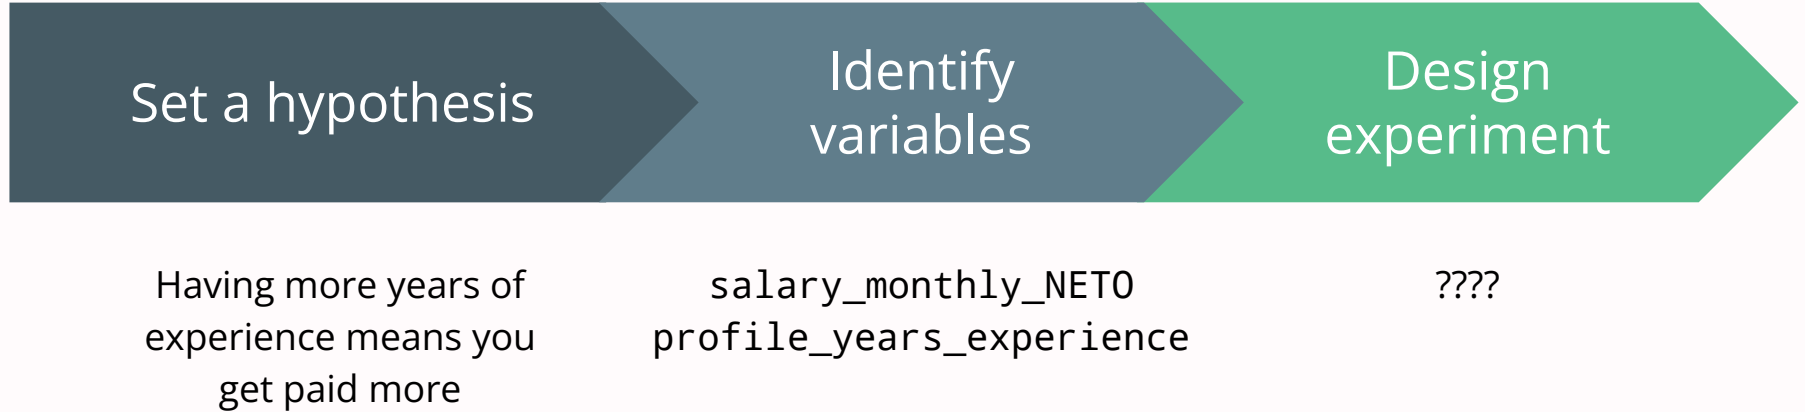 Set a hypothesis
Identify
variables
Design
experiment
Having more years of
experience means you
get paid more
salary_monthly_NETO
profile_years_experience
????